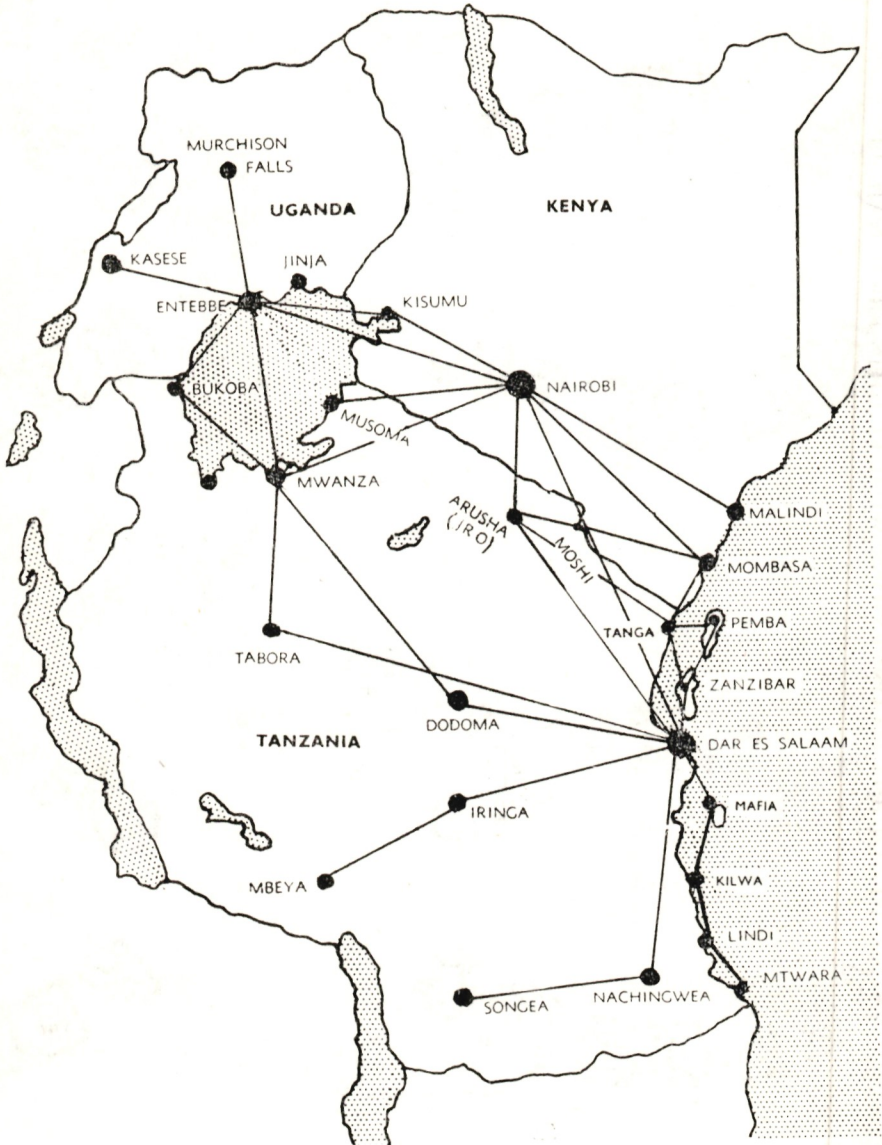 MURCHISON
FALLS
UGANDA
KENYA
KASESE
JINJA
ENTEBBE
KISUMU
BUKOBA
NAIROBI
MUSOMA
MWANZA
ARUSHA
(JRO)
MALINDI
MOSHI
MOMBASA
TANGA
PEMBA
TABORA
ZANZIBAR
DODOMA
TANZANIA
DAR ES SALAAM
MAFIA
IRINGA
MBEYA
KILWA
LINDI
MTWARA
SONGEA
NACHINGWEA